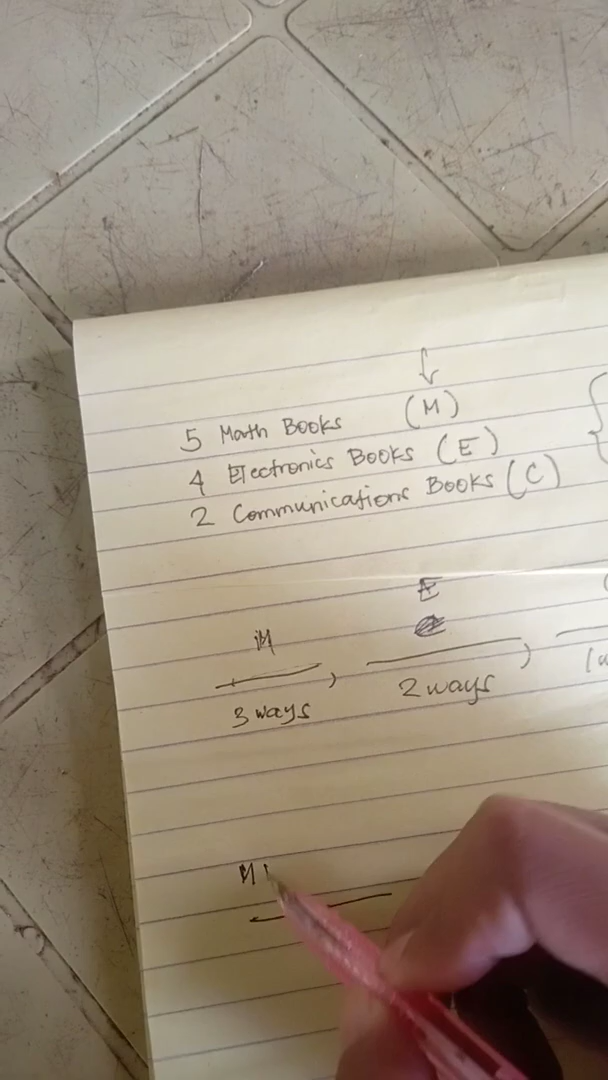 5 Math Books (M)
4 Electronics Books (E)
2 Communications Books (C)
M E
3 ways, 2 ways,
M